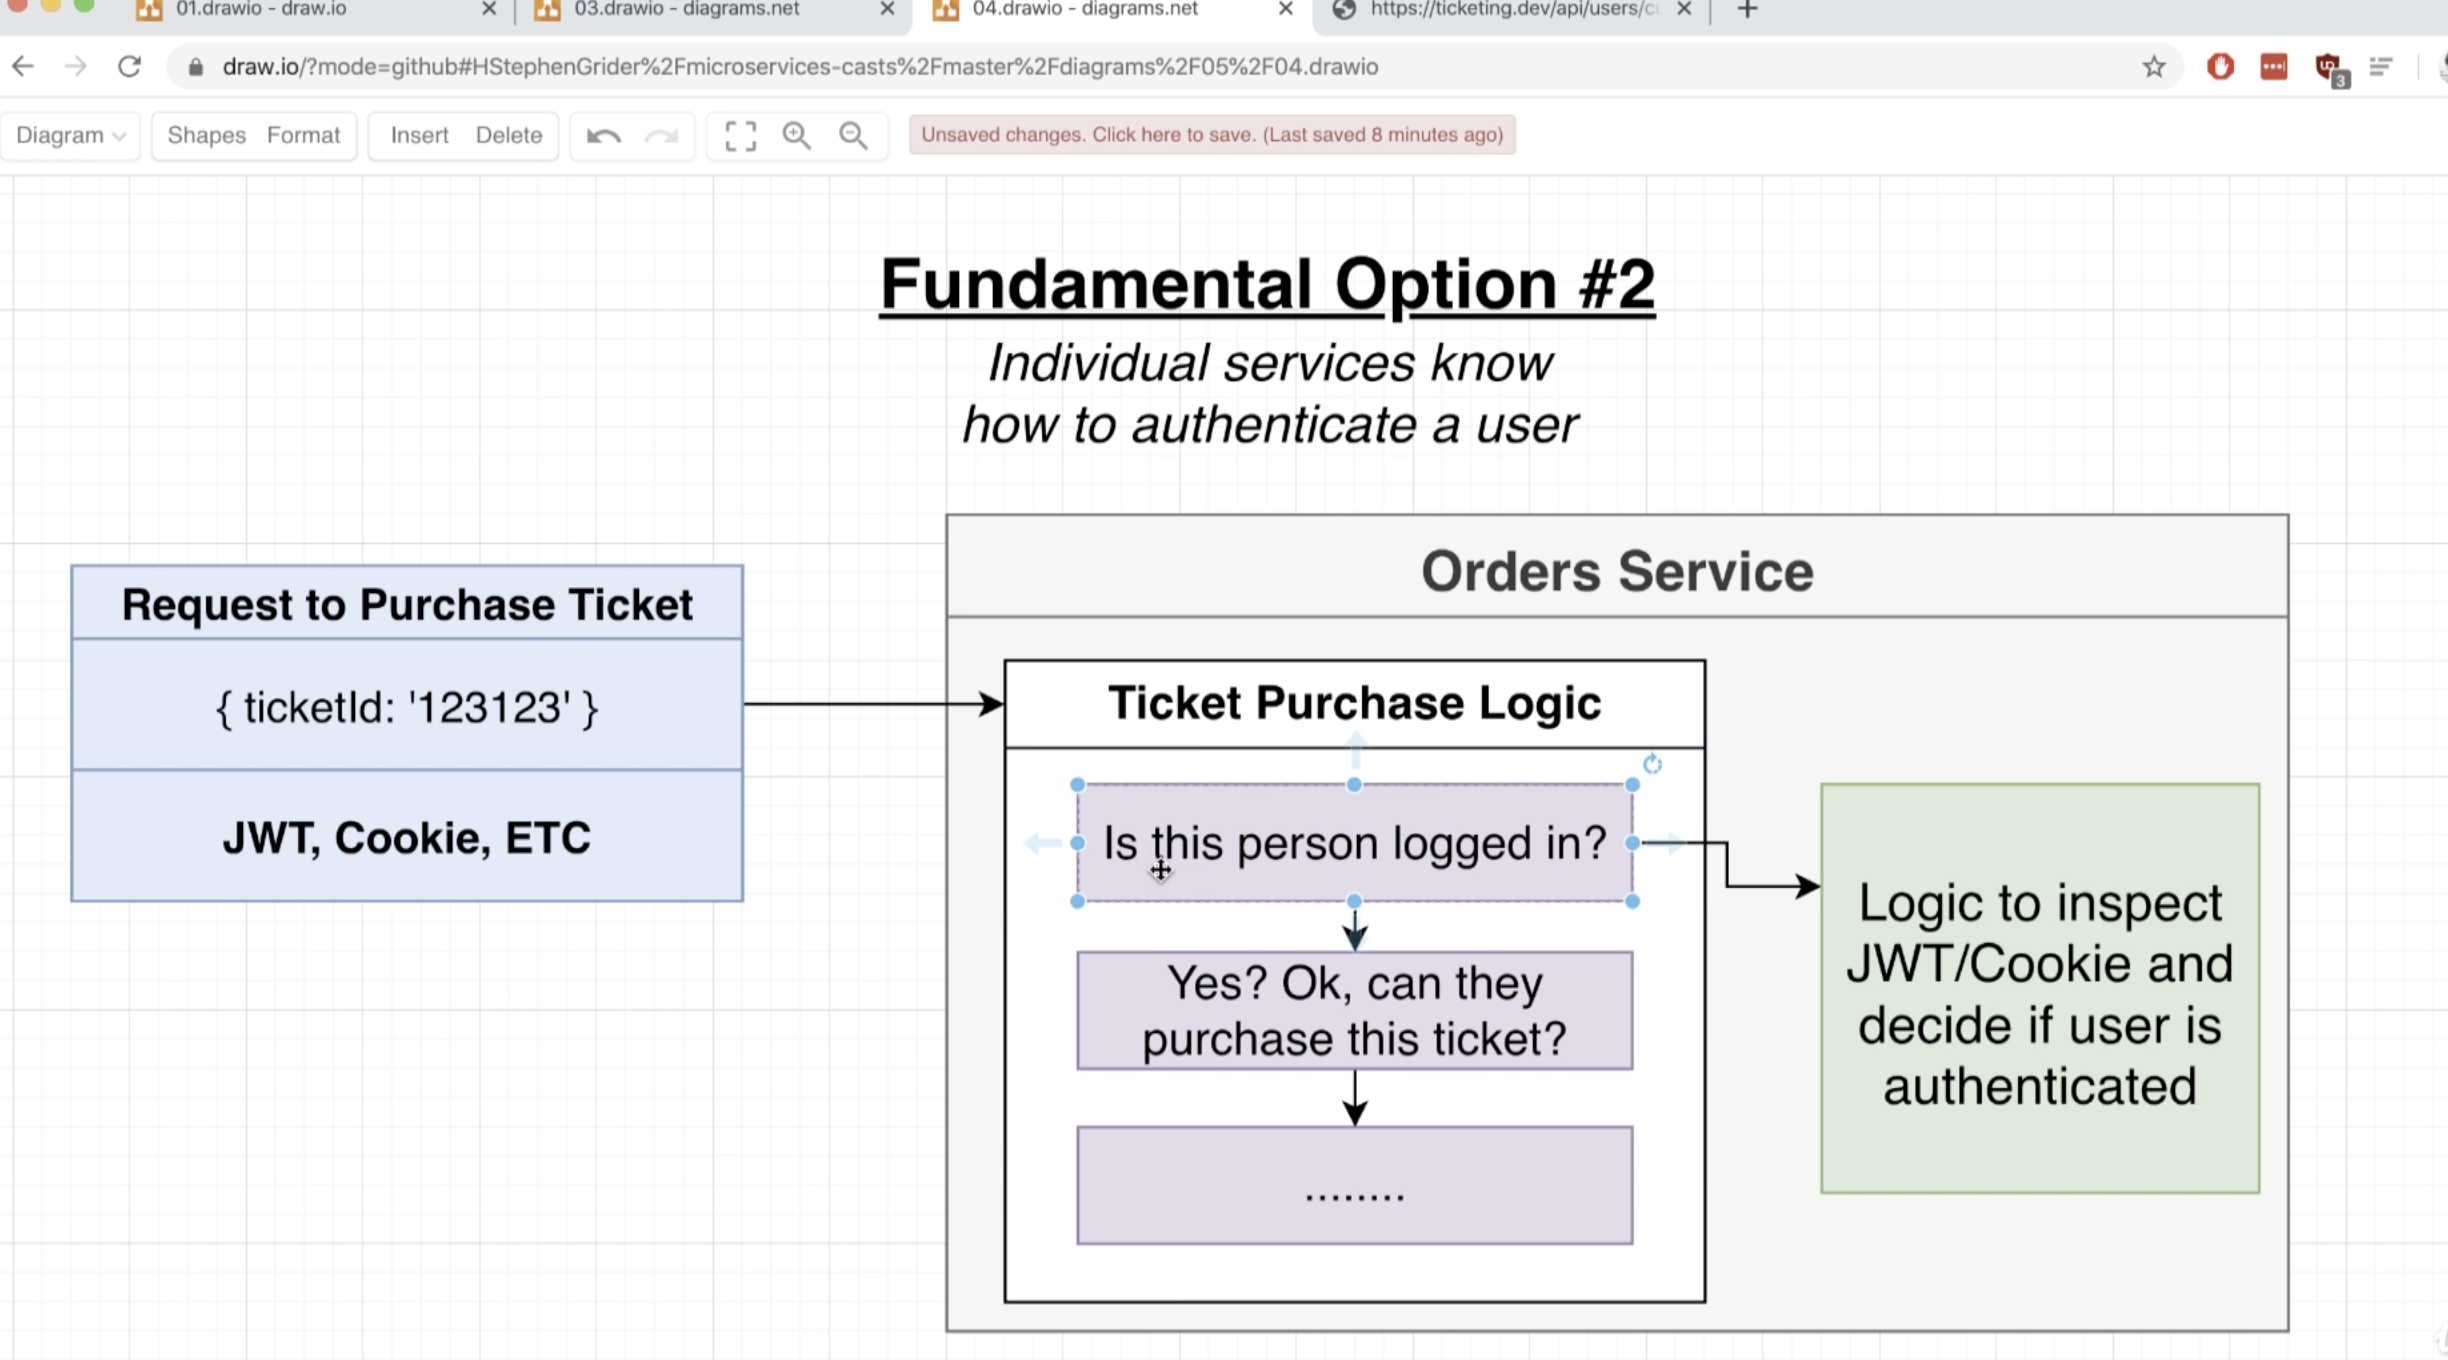 01.drawio - draw.io
03.drawio - diagrams.net
04.drawio - diagrams.net
https://ticketing.dev/api/users/c
draw.io/?mode=github#HStephenGrider%2Fmicroservices-casts%2Fmaster%2Fdiagrams%2F05%2F04.drawio
3
Diagram
Shapes Format
Insert Delete
Unsaved changes. Click here to save. (Last saved 8 minutes ago)
Fundamental Option #2
Individual services know
how to authenticate a user
Request to Purchase Ticket
{ ticketId: '123123' }
JWT, Cookie, ETC
Orders Service
Ticket Purchase Logic
Is this person logged in?
Yes? Ok, can they
purchase this ticket?
........
Logic to inspect
JWT/Cookie and
decide if user is
authenticated